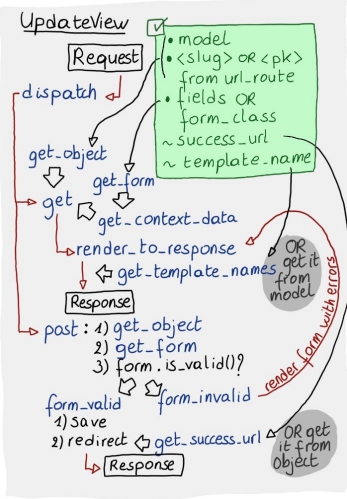 UpdateView
Request
• model
• <slug> OR <pk>
from url_route
• fields OR
form_class
~ success_url
~ template_name
dispatch
get_object
get_form
get
get_context_data
render_to_response
get_template_names
OR
get it
from
model
Response
post: 1) get_object
2) get_form
3) form.is_valid()?
render form with errors
form_valid
form_invalid
1) save
2) redirect
get_success_url
OR get
it from
object
Response